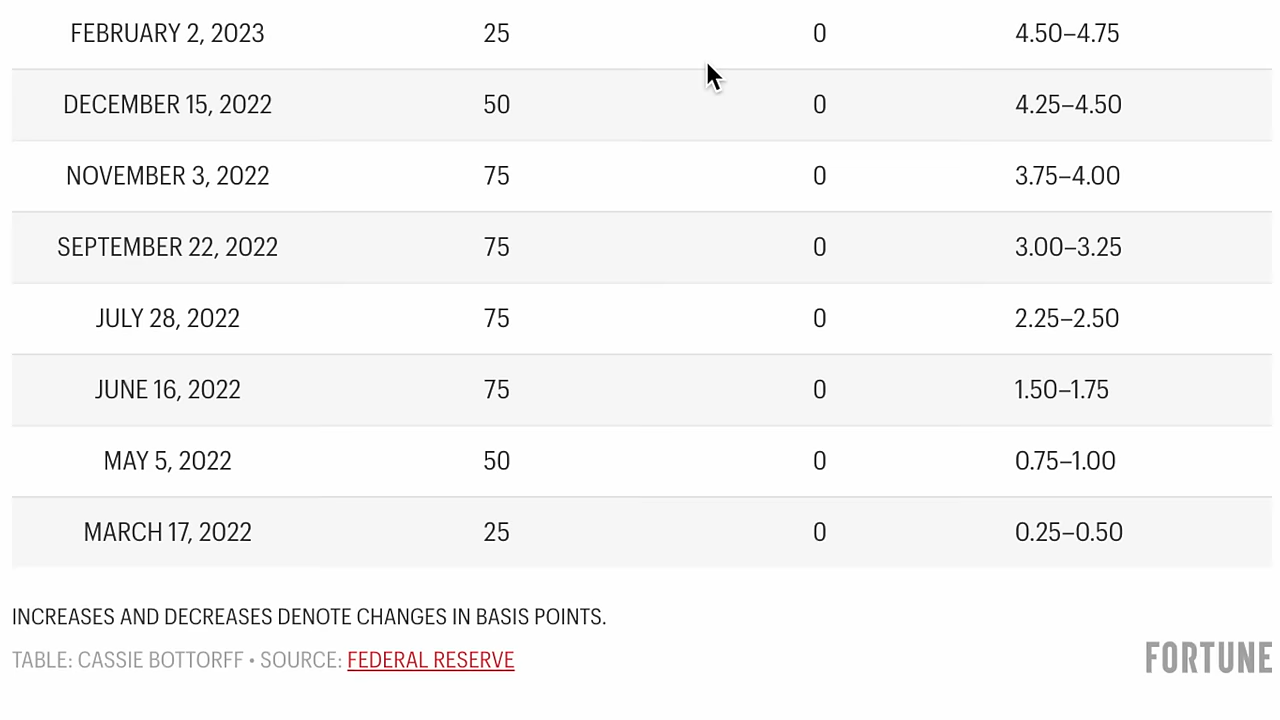 FEBRUARY 2, 2023 25 0 4.50–4.75
DECEMBER 15, 2022 50 0 4.25–4.50
NOVEMBER 3, 2022 75 0 3.75–4.00
SEPTEMBER 22, 2022 75 0 3.00–3.25
JULY 28, 2022 75 0 2.25–2.50
JUNE 16, 2022 75 0 1.50–1.75
MAY 5, 2022 50 0 0.75–1.00
MARCH 17, 2022 25 0 0.25–0.50
INCREASES AND DECREASES DENOTE CHANGES IN BASIS POINTS.
TABLE: CASSIE BOTTORFF • SOURCE: FEDERAL RESERVE
FORTUNE